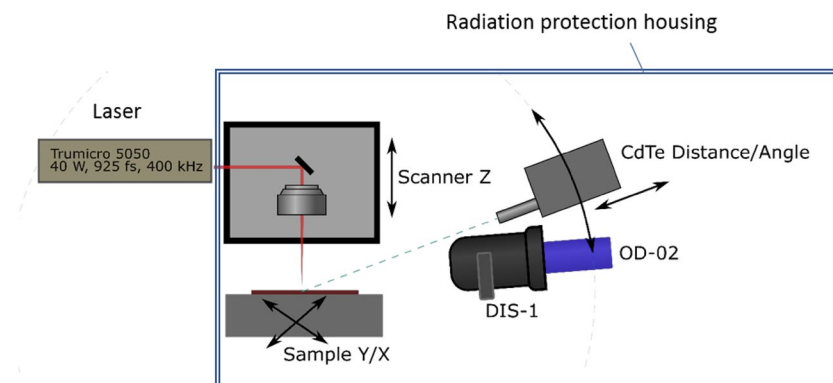 Radiation protection housing
Laser
Trumicro 5050
40 W, 925 fs, 400 kHz
Scanner Z
CdTe Distance/Angle
OD-02
DIS-1
Sample Y/X